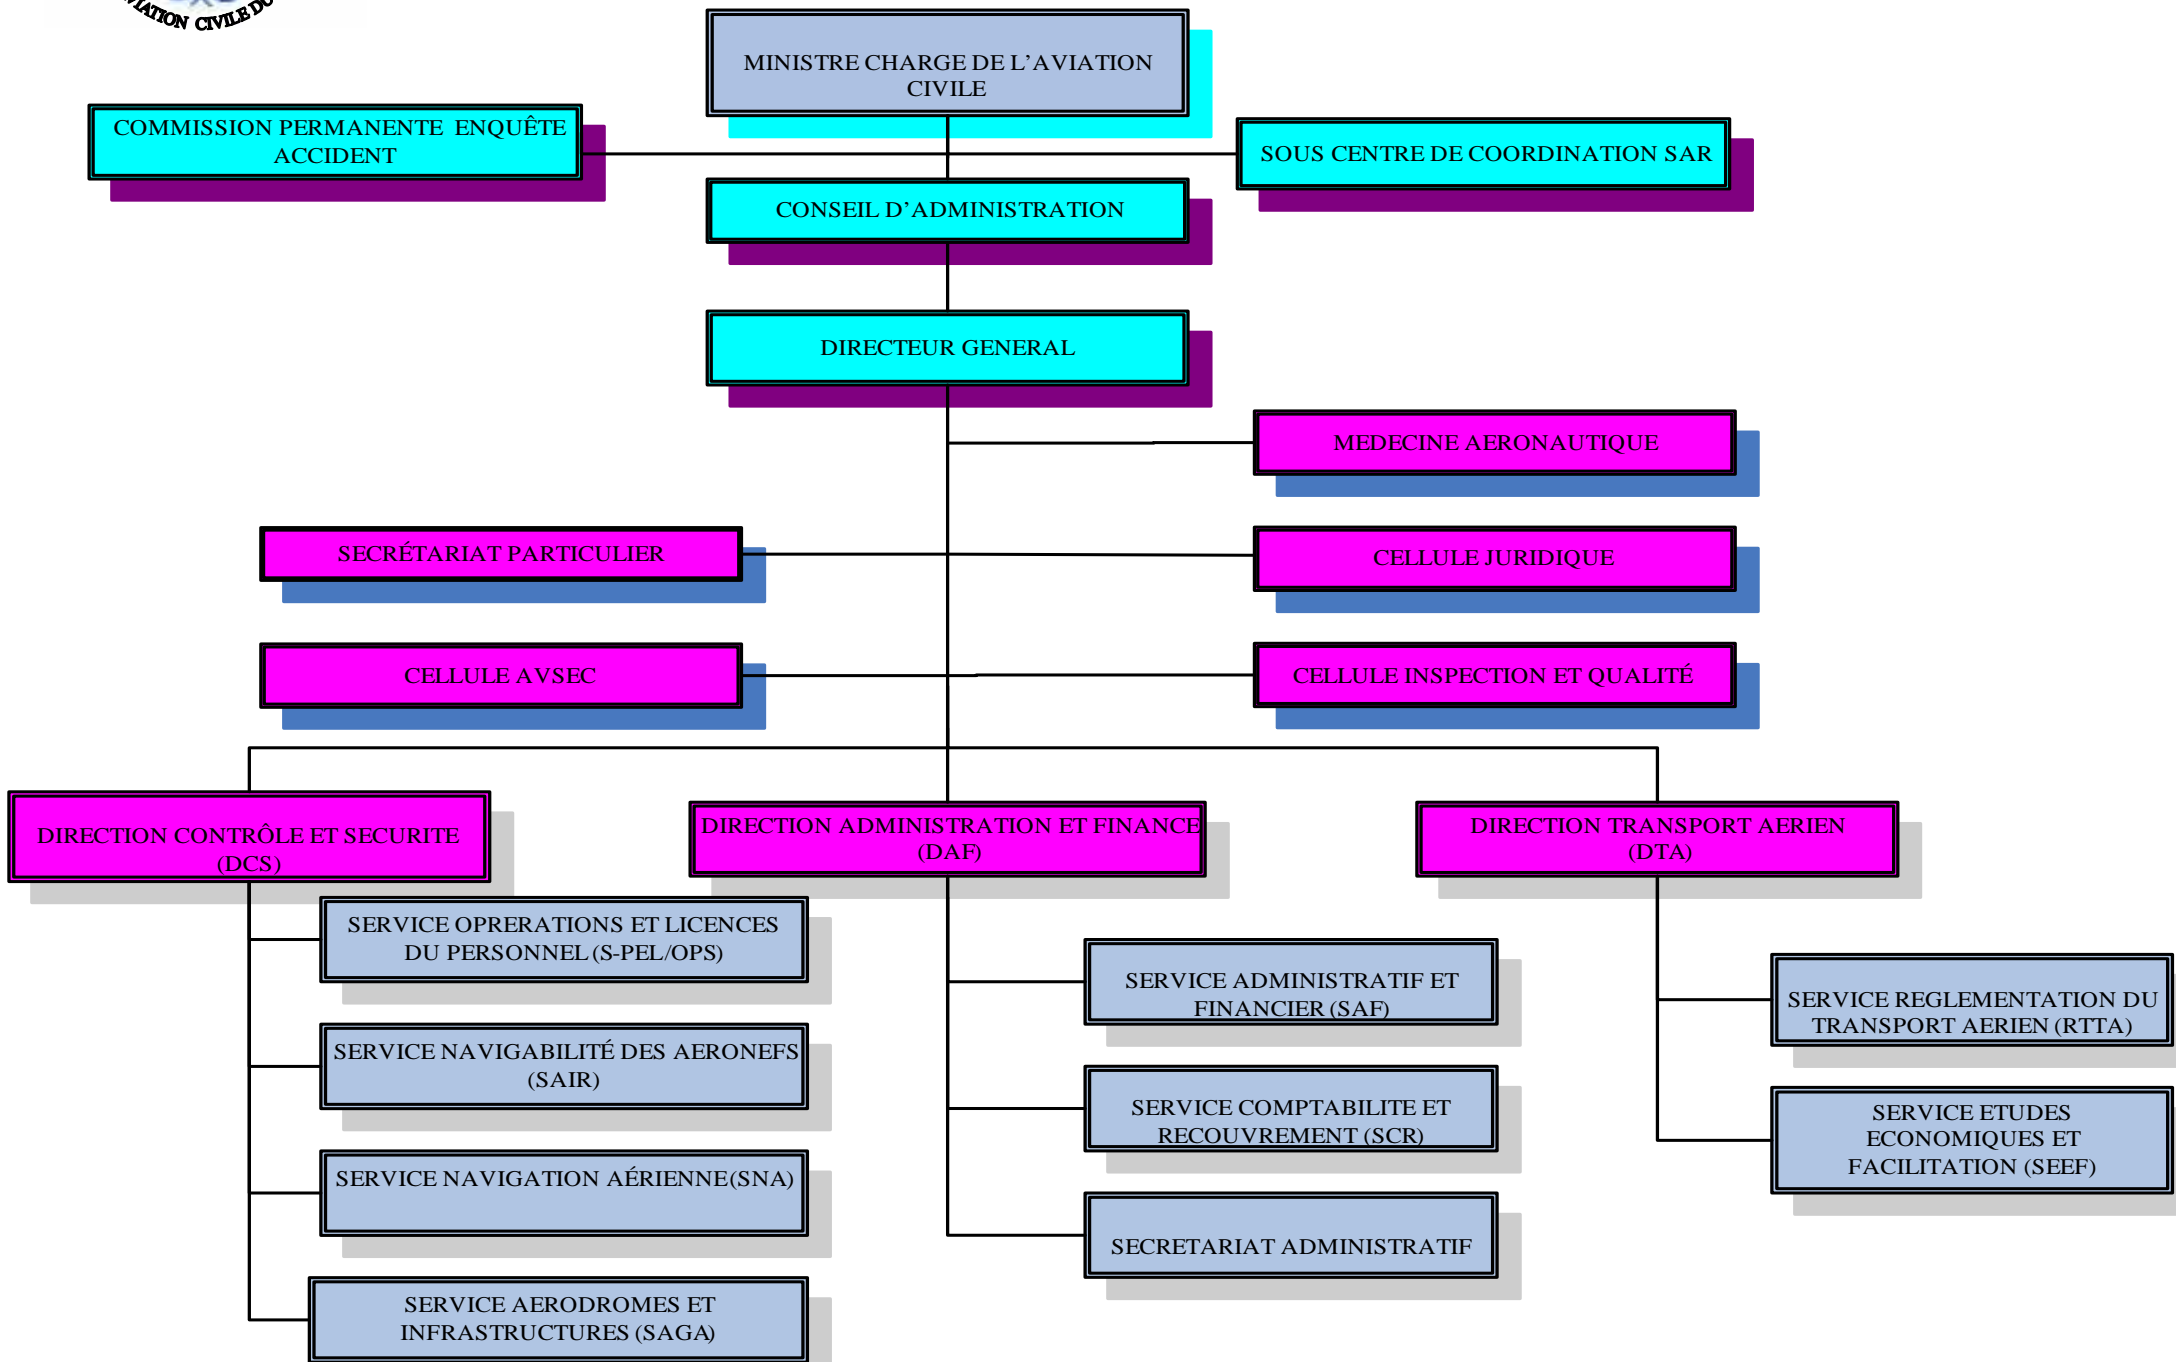 VIATION CIVILE DU
MINISTRE CHARGE DE L’AVIATION
CIVILE
COMMISSION PERMANENTE ENQUÊTE
ACCIDENT
SOUS CENTRE DE COORDINATION SAR
CONSEIL D’ADMINISTRATION
DIRECTEUR GENERAL
MEDECINE AERONAUTIQUE
SECRÉTARIAT PARTICULIER
CELLULE JURIDIQUE
CELLULE AVSEC
CELLULE INSPECTION ET QUALITÉ
DIRECTION CONTRÔLE ET SECURITE
(DCS)
DIRECTION ADMINISTRATION ET FINANCE
(DAF)
DIRECTION TRANSPORT AERIEN
(DTA)
SERVICE OPRERATIONS ET LICENCES
DU PERSONNEL (S-PEL/OPS)
SERVICE NAVIGABILITÉ DES AERONEFS
(SAIR)
SERVICE NAVIGATION AÉRIENNE(SNA)
SERVICE AERODROMES ET
INFRASTRUCTURES (SAGA)
SERVICE ADMINISTRATIF ET
FINANCIER (SAF)
SERVICE COMPTABILITE ET
RECOUVREMENT (SCR)
SECRETARIAT ADMINISTRATIF
SERVICE REGLEMENTATION DU
TRANSPORT AERIEN (RTTA)
SERVICE ETUDES
ECONOMIQUES ET
FACILITATION (SEEF)